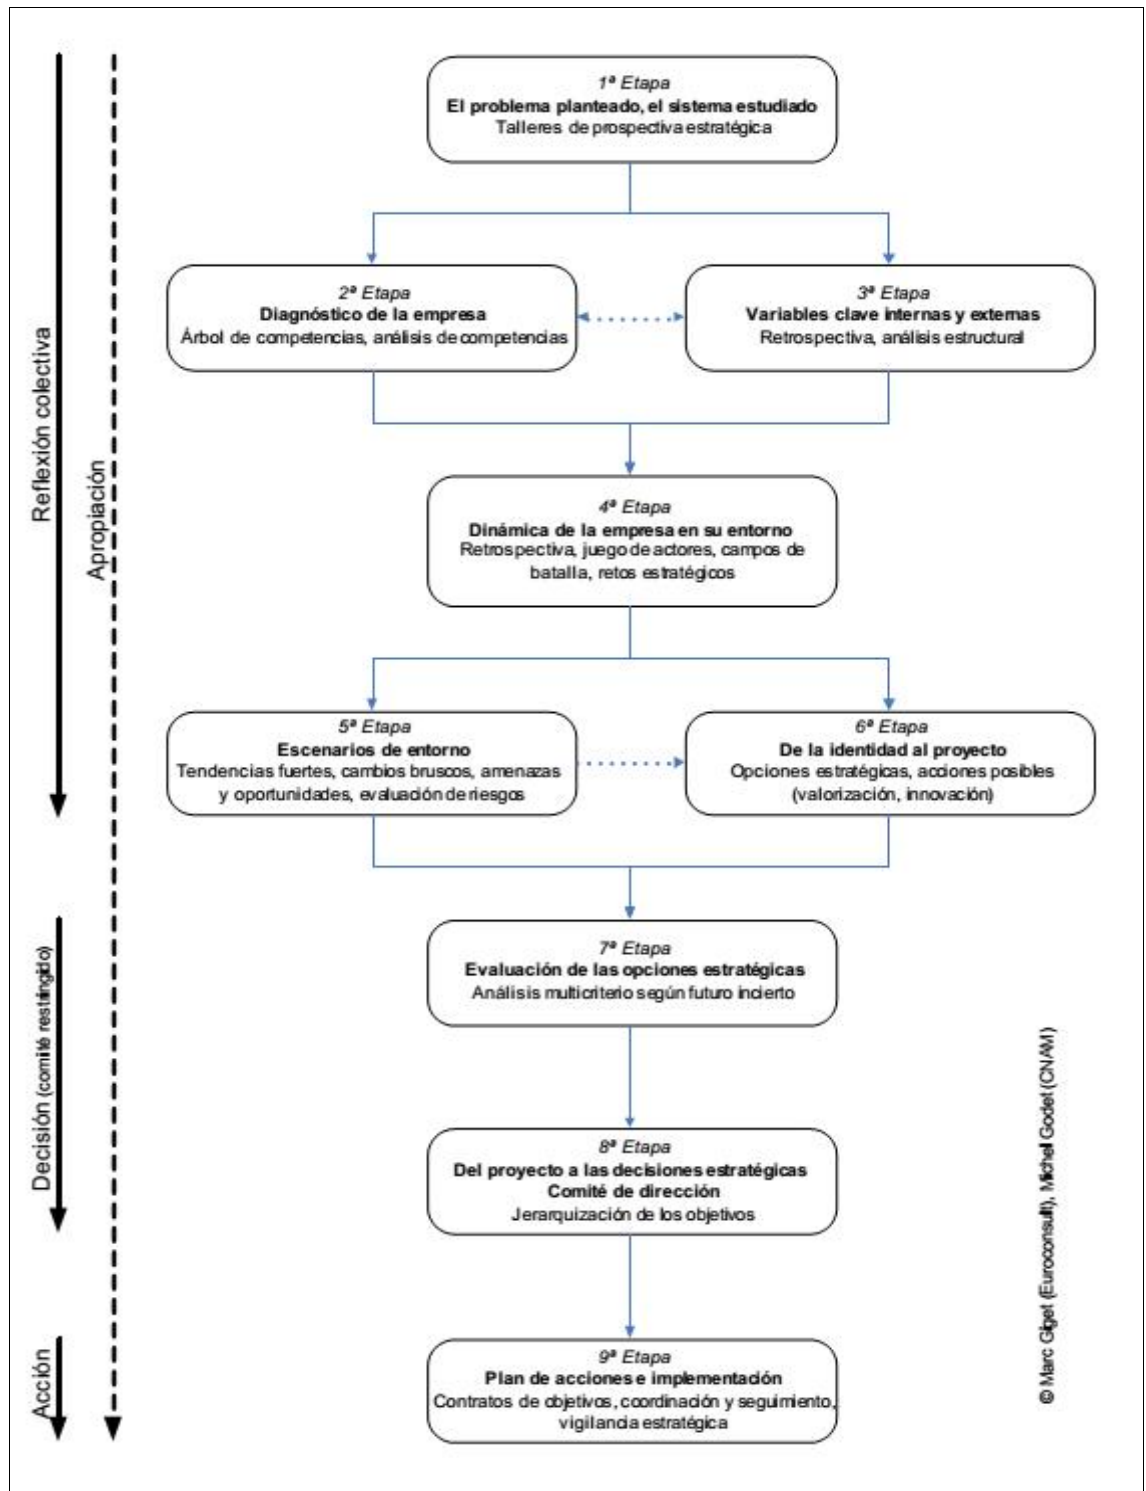 1ª Etapa
El problema planteado, el sistema estudiado
Talleres de prospectiva estratégica
2ª Etapa
Diagnóstico de la empresa
Árbol de competencias, análisis de competencias
3ª Etapa
Variables clave internas y externas
Retrospectiva, análisis estructural
4ª Etapa
Dinámica de la empresa en su entorno
Retrospectiva, juego de actores, campos de
batalla, retos estratégicos
5ª Etapa
Escenarios de entorno
Tendencias fuertes, cambios bruscos, amenazas
y oportunidades, evaluación de riesgos
6ª Etapa
De la identidad al proyecto
Opciones estratégicas, acciones posibles
(valorización, innovación)
7ª Etapa
Evaluación de las opciones estratégicas
Análisis multicriterio según futuro incierto
8ª Etapa
Del proyecto a las decisiones estratégicas
Comité de dirección
Jerarquización de los objetivos
9ª Etapa
Plan de acciones e implementación
Contratos de objetivos, coordinación y seguimiento,
vigilancia estratégica
Reflexión colectiva
Apropiación
Decisión (comité restringido)
Acción
© Marc Giget (Euroconsult), Michel Godet (CNAM)